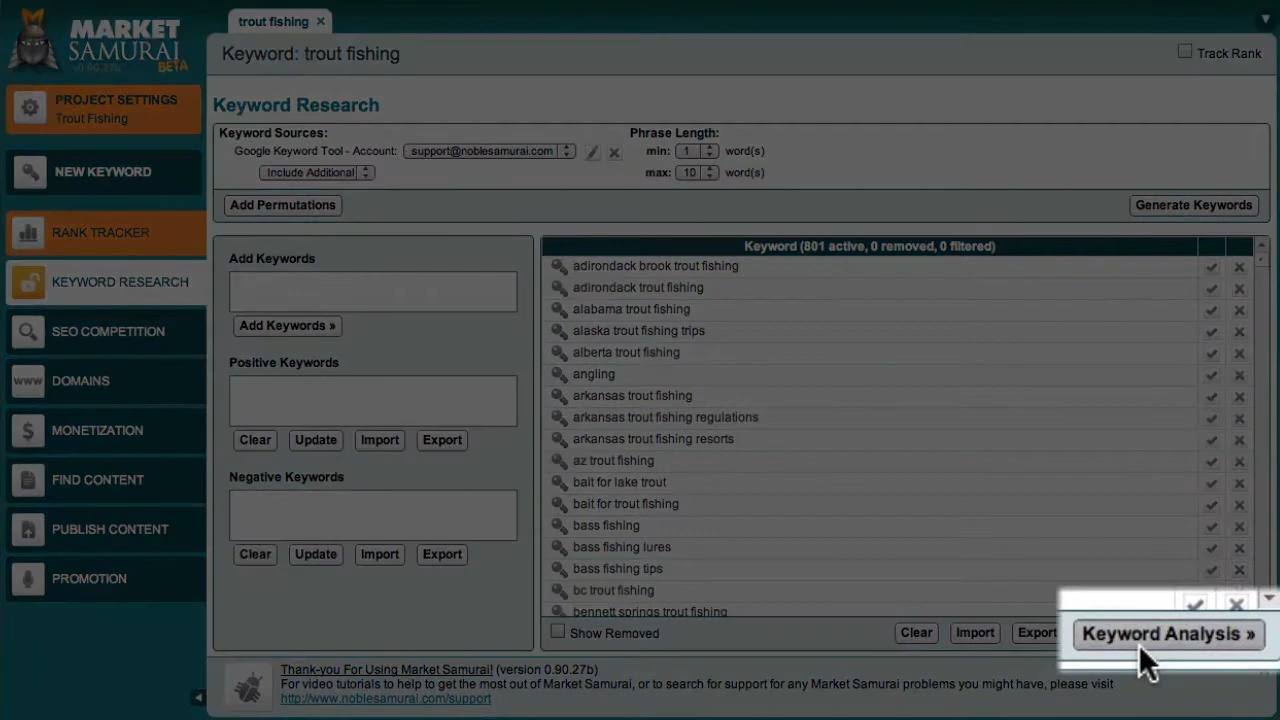 MARKET
SAMURAI
v0.90.27b BETA
PROJECT SETTINGS
Trout Fishing
NEW KEYWORD
RANK TRACKER
KEYWORD RESEARCH
SEO COMPETITION
www DOMAINS
$ MONETIZATION
FIND CONTENT
PUBLISH CONTENT
PROMOTION
trout fishing
Keyword: trout fishing
Track Rank
Keyword Research
Keyword Sources:
Google Keyword Tool - Account: support@noblesamurai.com
Include Additional
Phrase Length:
min: 1 word(s)
max: 10 word(s)
Add Permutations
Generate Keywords
Add Keywords
Add Keywords »
Positive Keywords
Clear Update Import Export
Negative Keywords
Clear Update Import Export
Keyword (801 active, 0 removed, 0 filtered)
adirondack brook trout fishing
adirondack trout fishing
alabama trout fishing
alaska trout fishing trips
alberta trout fishing
angling
arkansas trout fishing
arkansas trout fishing regulations
arkansas trout fishing resorts
az trout fishing
bait for lake trout
bait for trout fishing
bass fishing
bass fishing lures
bass fishing tips
bc trout fishing
bennett springs trout fishing
Show Removed
Clear Import Export
Keyword Analysis »
Thank-you For Using Market Samurai! (version 0.90.27b)
For video tutorials to help to get the most out of Market Samurai, or to search for support for any Market Samurai problems you might have, please visit
http://www.noblesamurai.com/support